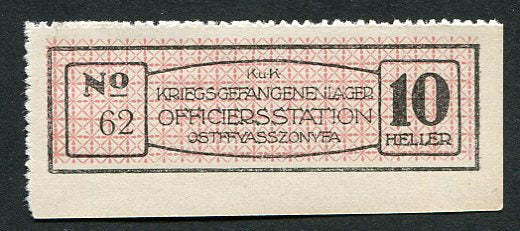 No
62
K.u.K
KRIEGSGEFANGENENLAGER
OFFICIERSSTATION
OSTFFYASSZONYFA
10
HELLER